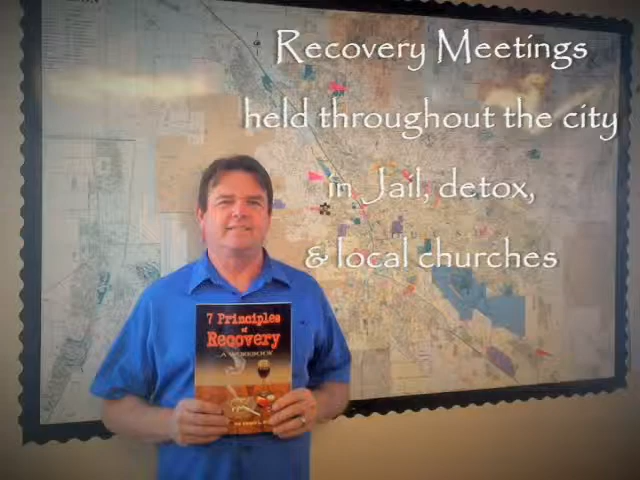 Recovery Meetings
held throughout the city
in Jail, detox,
& local churches
7 Principles
of
Recovery
A WORKBOOK